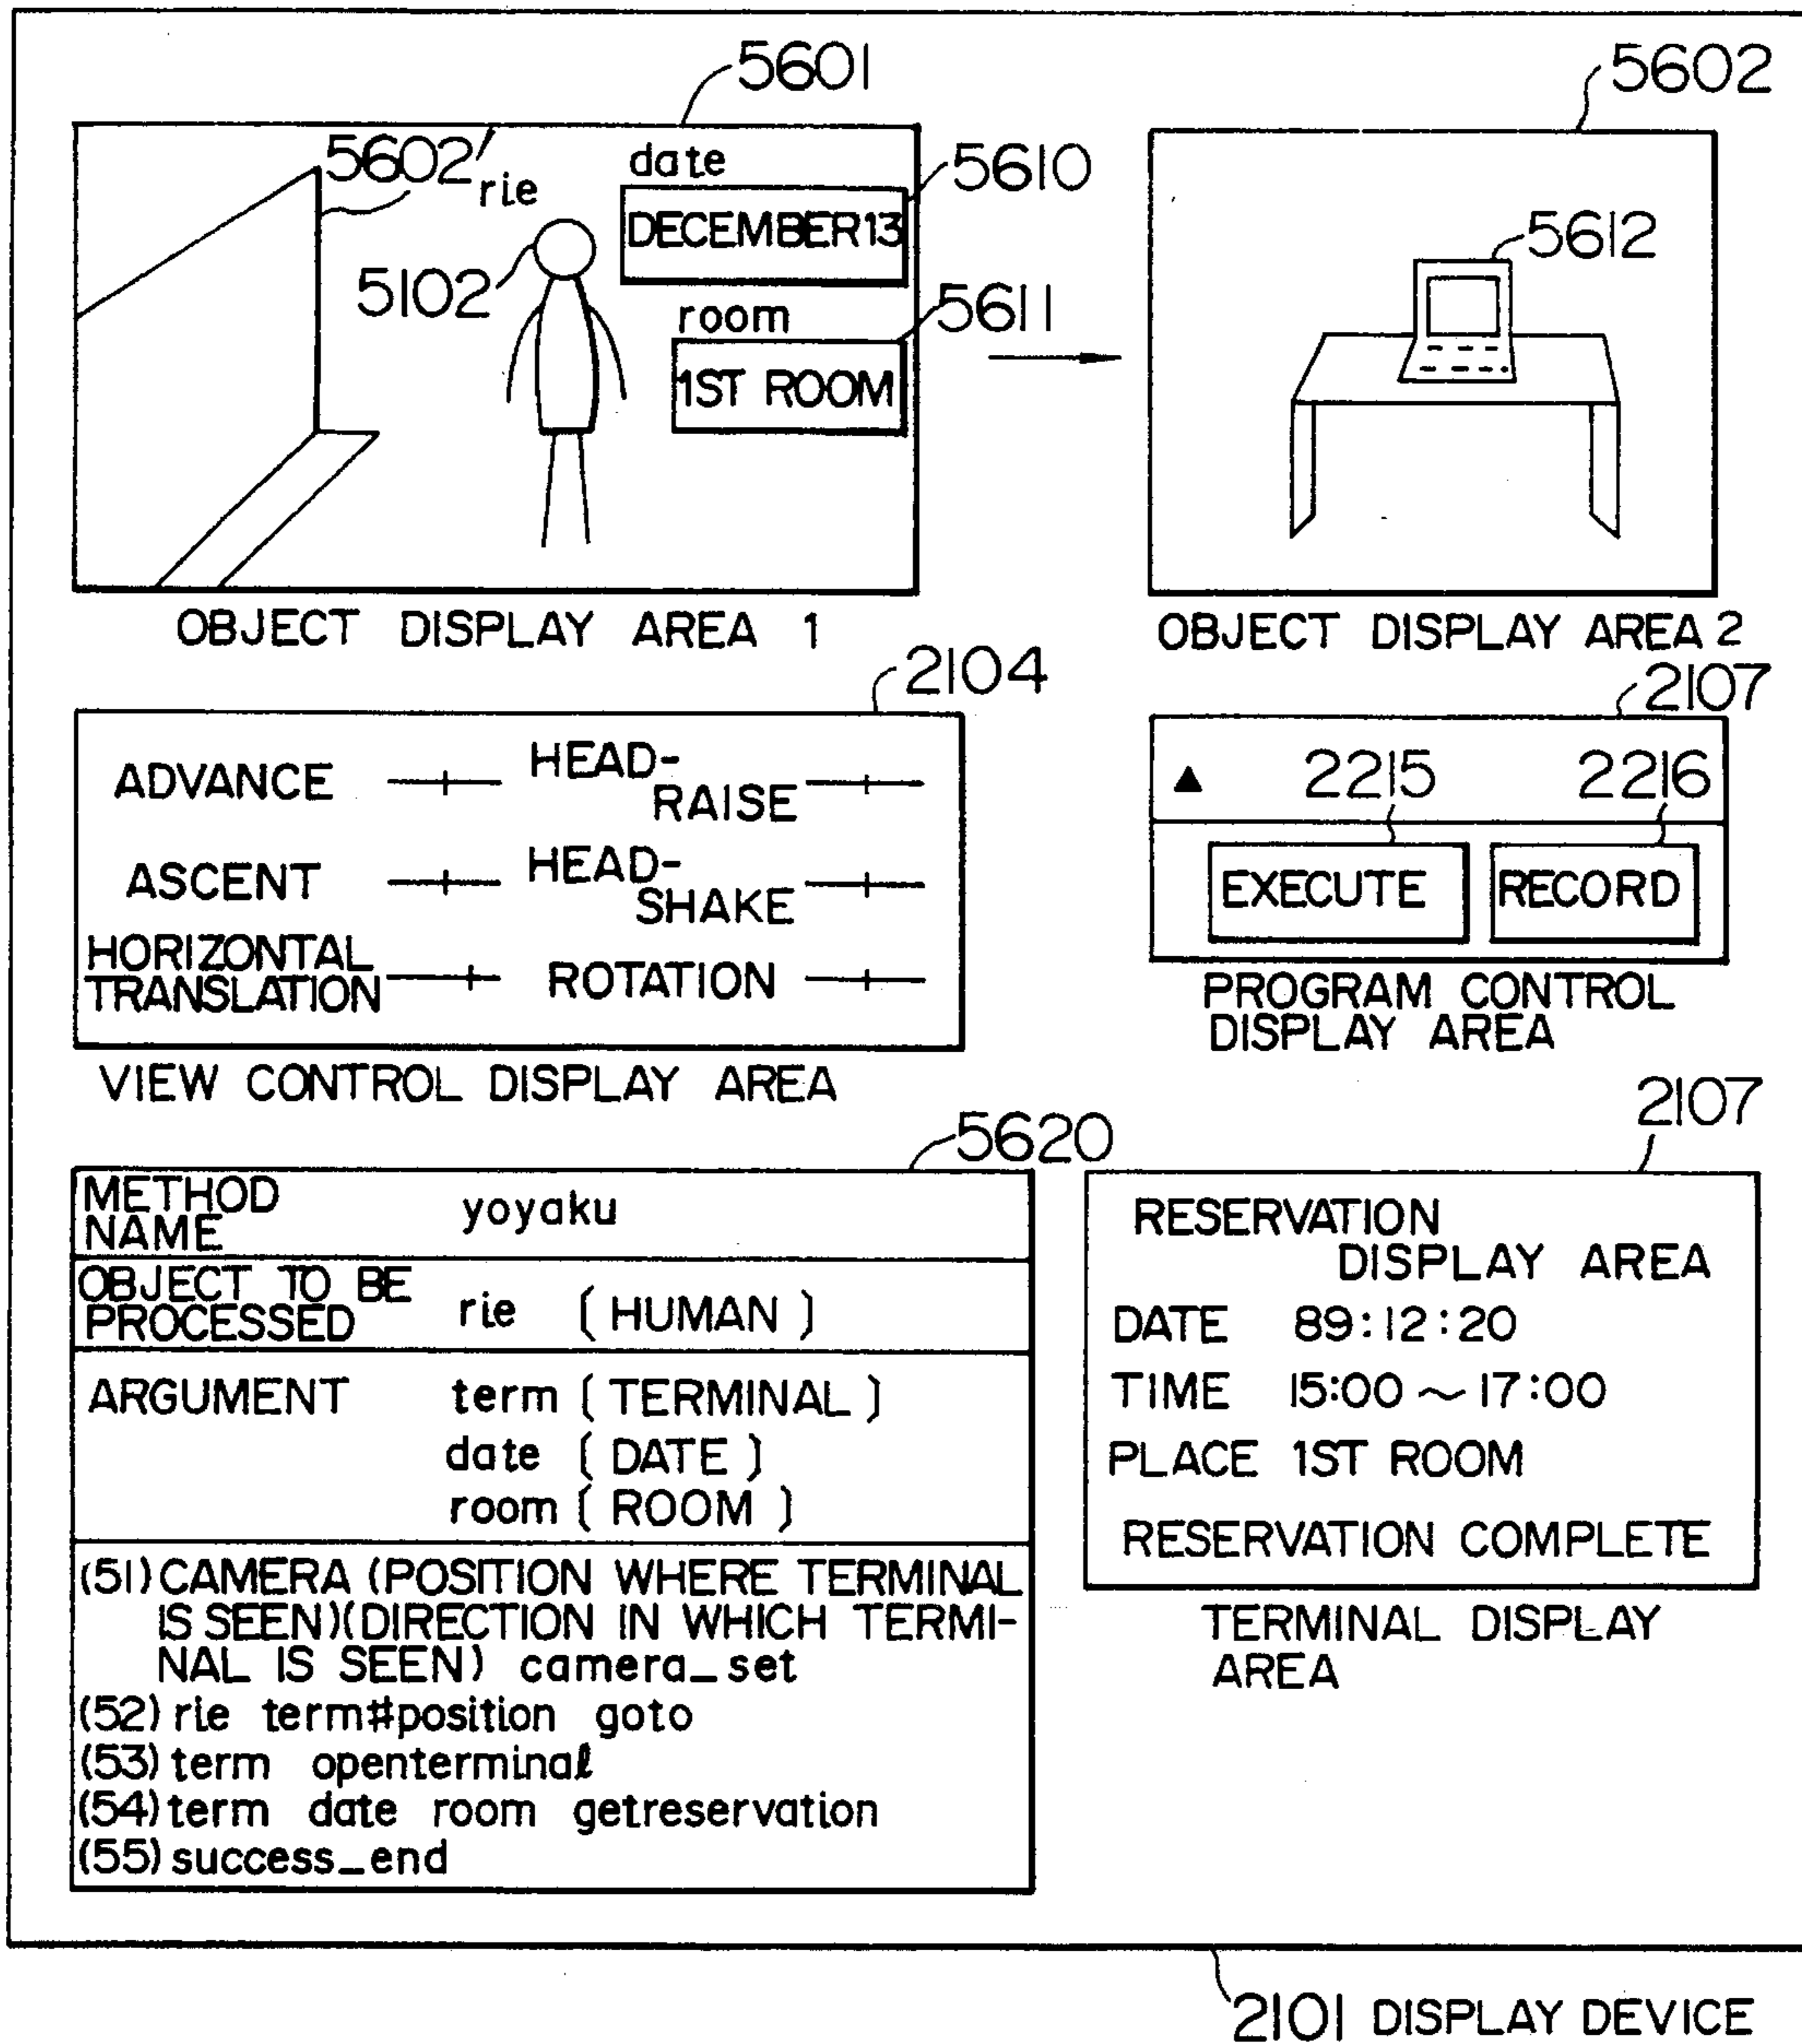 5601
5602
5602'
rie
date
5610
DECEMBER 13
5102
room
5611
1ST ROOM
5612
OBJECT DISPLAY AREA 1
OBJECT DISPLAY AREA 2
2104
2107
ADVANCE
HEAD-
RAISE
ASCENT
HEAD-
SHAKE
HORIZONTAL
TRANSLATION
ROTATION
VIEW CONTROL DISPLAY AREA
▲
2215
2216
EXECUTE
RECORD
PROGRAM CONTROL
DISPLAY AREA
5620
METHOD
NAME
yoyaku
OBJECT TO BE
PROCESSED
rie (HUMAN)
ARGUMENT term (TERMINAL)
date (DATE)
room (ROOM)
(51) CAMERA (POSITION WHERE TERMINAL
IS SEEN)(DIRECTION IN WHICH TERMI-
NAL IS SEEN) camera_set
(52) rie term#position goto
(53) term openterminal
(54) term date room getreservation
(55) success_end
2107
RESERVATION
DISPLAY AREA
DATE 89:12:20
TIME 15:00 ~ 17:00
PLACE 1ST ROOM
RESERVATION COMPLETE
TERMINAL DISPLAY
AREA
2101 DISPLAY DEVICE